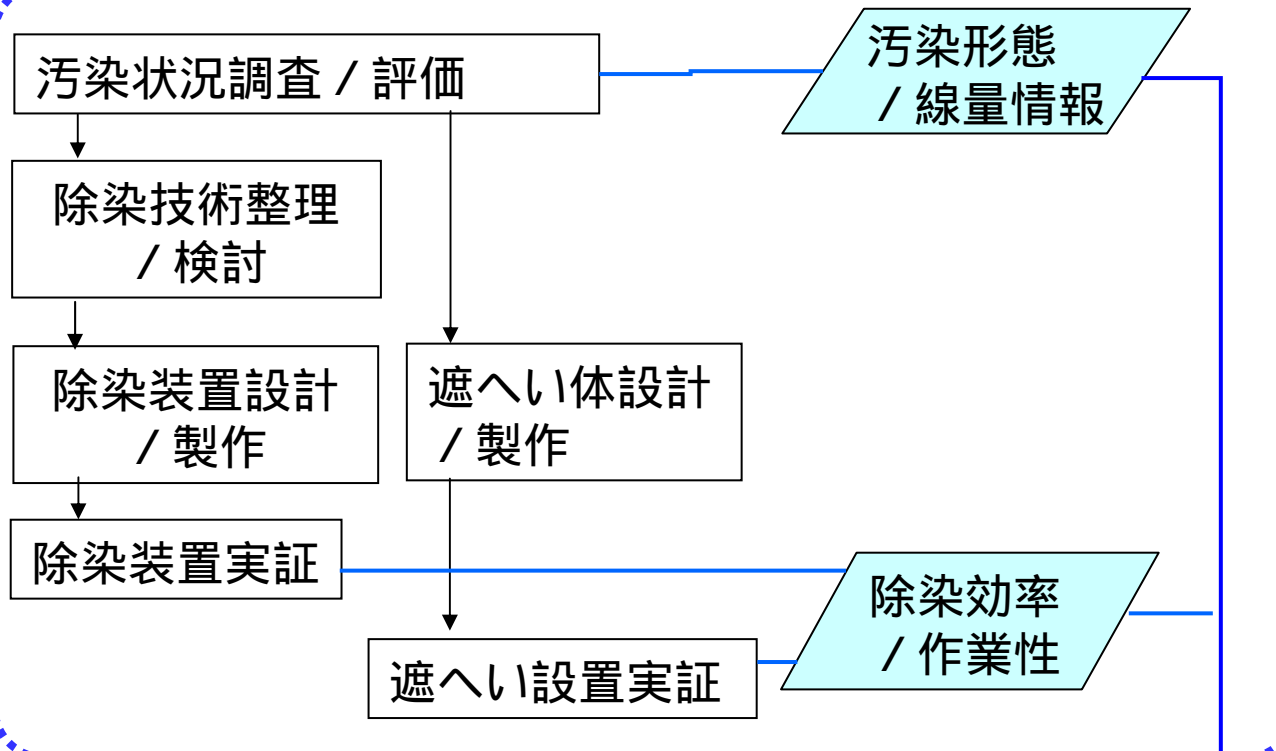 汚染状況調査／評価
汚染形態
／線量情報
除染技術整理
／検討
除染装置設計
／製作
遮へい体設計
／製作
除染装置実証
除染効率
／作業性
遮へい設置実証